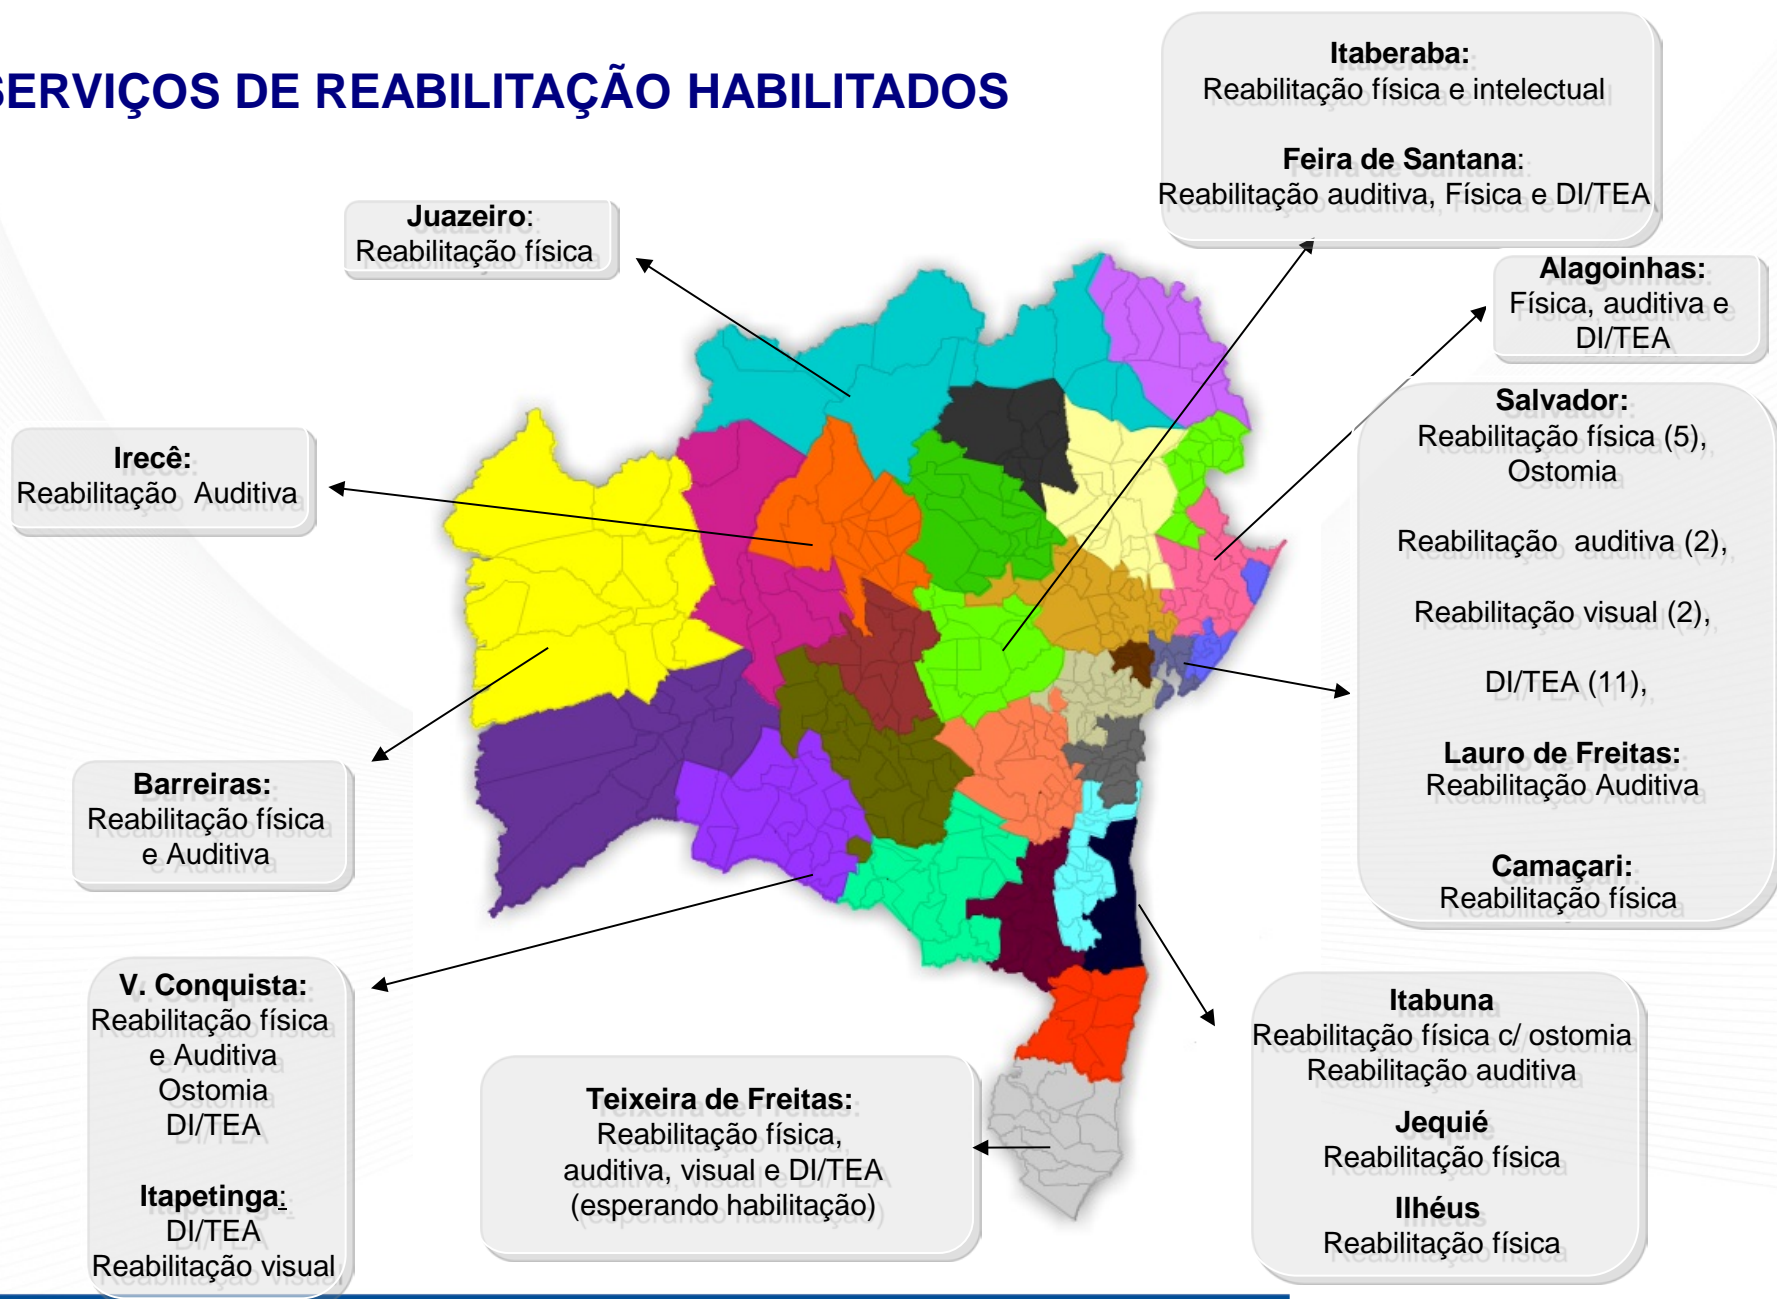 SERVIÇOS DE REABILITAÇÃO HABILITADOS
Itaberaba:
Reabilitação física e intelectual
Feira de Santana:
Reabilitação auditiva, Física e DI/TEA
Juazeiro:
Reabilitação física
Alagoinhas:
Física, auditiva e
DI/TEA
Salvador:
Reabilitação física (5),
Ostomia
Reabilitação auditiva (2),
Reabilitação visual (2),
DI/TEA (11),
Lauro de Freitas:
Reabilitação Auditiva
Camaçari:
Reabilitação física
Irecê:
Reabilitação Auditiva
Barreiras:
Reabilitação física
e Auditiva
V. Conquista:
Reabilitação física
e Auditiva
Ostomia
DI/TEA
Itapetinga:
DI/TEA
Reabilitação visual
Teixeira de Freitas:
Reabilitação física,
auditiva, visual e DI/TEA
(esperando habilitação)
Itabuna
Reabilitação física c/ ostomia
Reabilitação auditiva
Jequié
Reabilitação física
Ilhéus
Reabilitação física